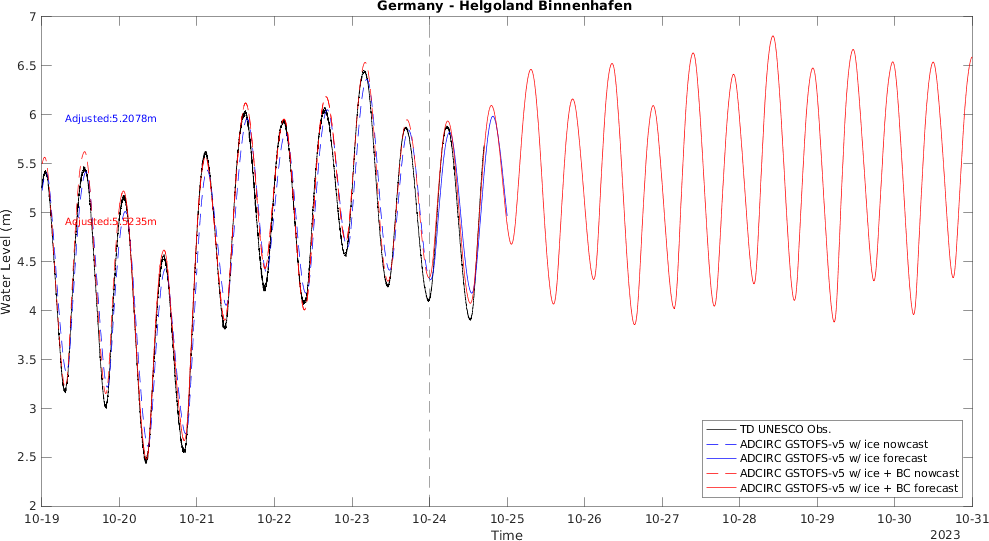 Germany - Helgoland Binnenhafen
7
6.5
6
5.5
5
4.5
4
3.5
3
2.5
2
Water Level (m)
Adjusted:5.2078m
Adjusted:5.5235m
TD UNESCO Obs.
ADCIRC GSTOFS-v5 w/ ice nowcast
ADCIRC GSTOFS-v5 w/ ice forecast
ADCIRC GSTOFS-v5 w/ ice + BC nowcast
ADCIRC GSTOFS-v5 w/ ice + BC forecast
10-19 10-20 10-21 10-22 10-23 10-24 10-25 10-26 10-27 10-28 10-29 10-30 10-31
Time
2023